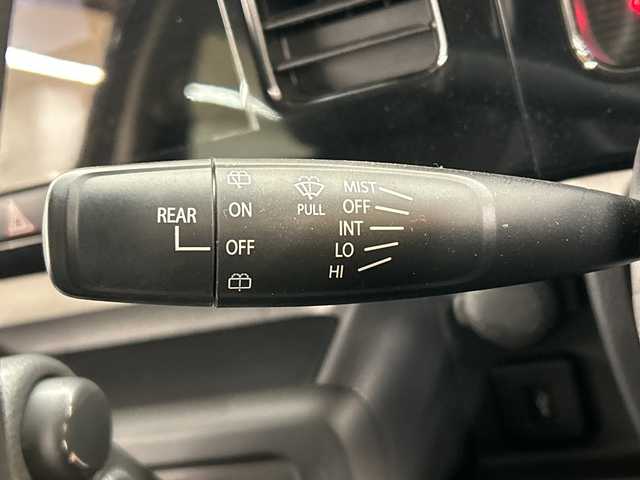 REAR
ON
OFF
PULL
MIST
OFF
INT
LO
HI